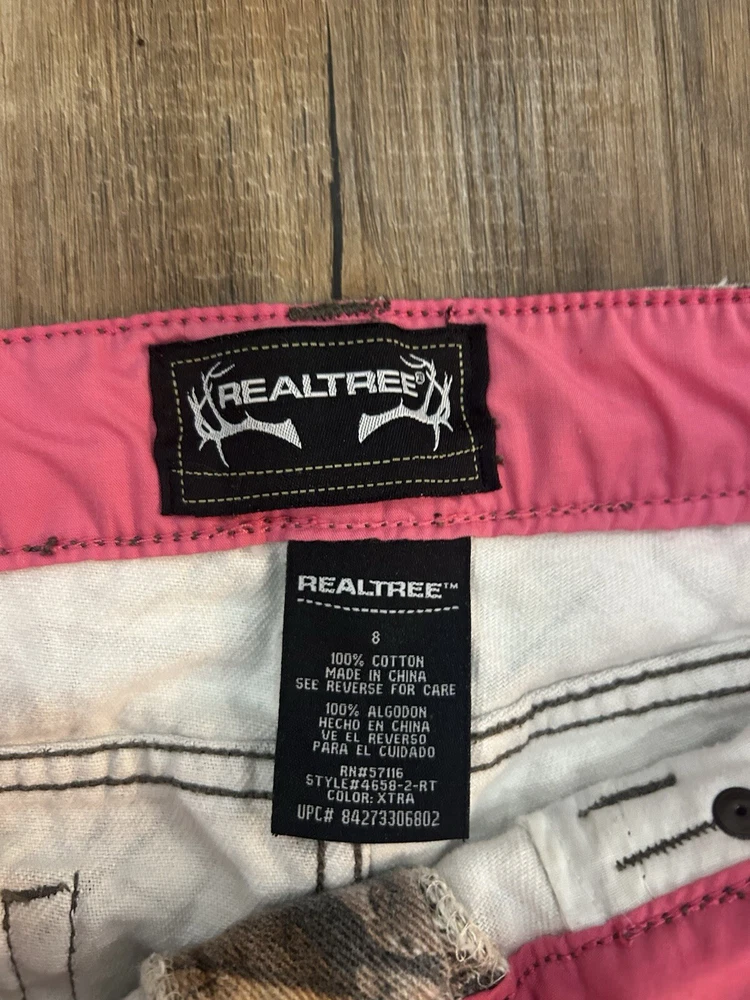 REALTREE®
REALTREE™
8
100% COTTON
MADE IN CHINA
SEE REVERSE FOR CARE
100% ALGODON
HECHO EN CHINA
VE EL REVERSO
PARA EL CUIDADO
RN#57116
STYLE#4658-2-RT
COLOR: XTRA
UPC# 84273306802